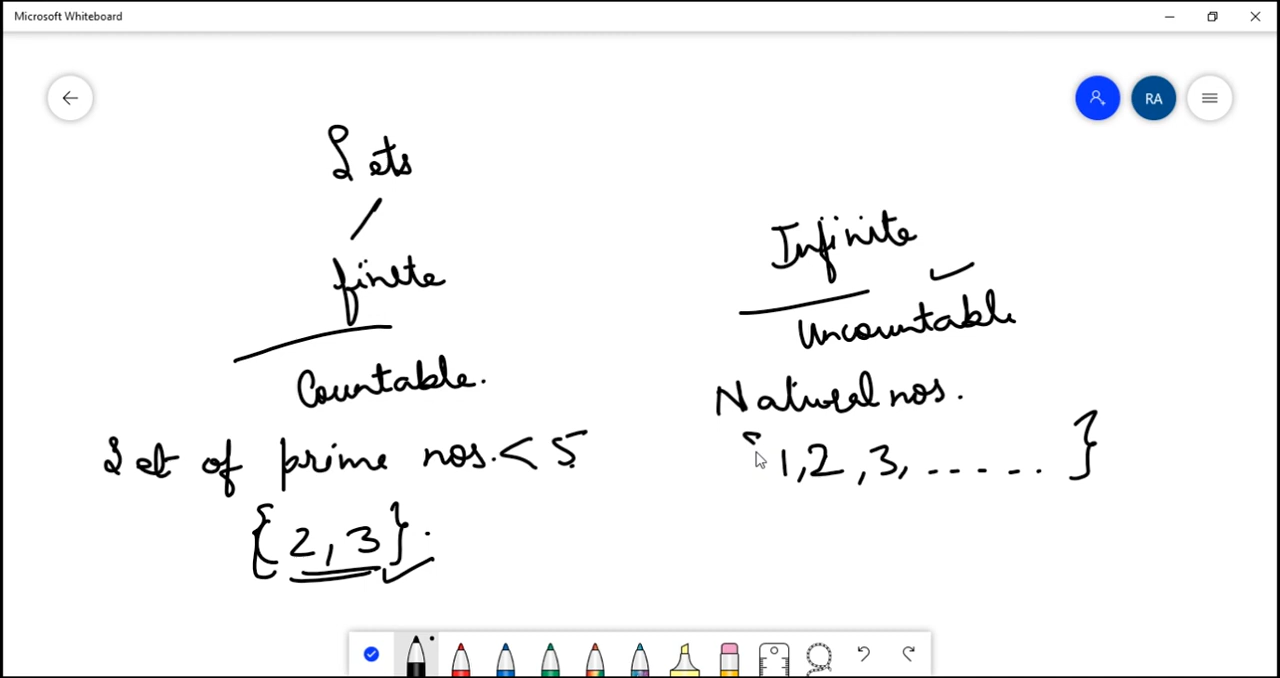 Microsoft Whiteboard
RA
Sets
finite
Countable.
Set of prime nos. < 5
{2, 3}.
Infinite
Uncountable
Natural nos.
{1, 2, 3, ..... }